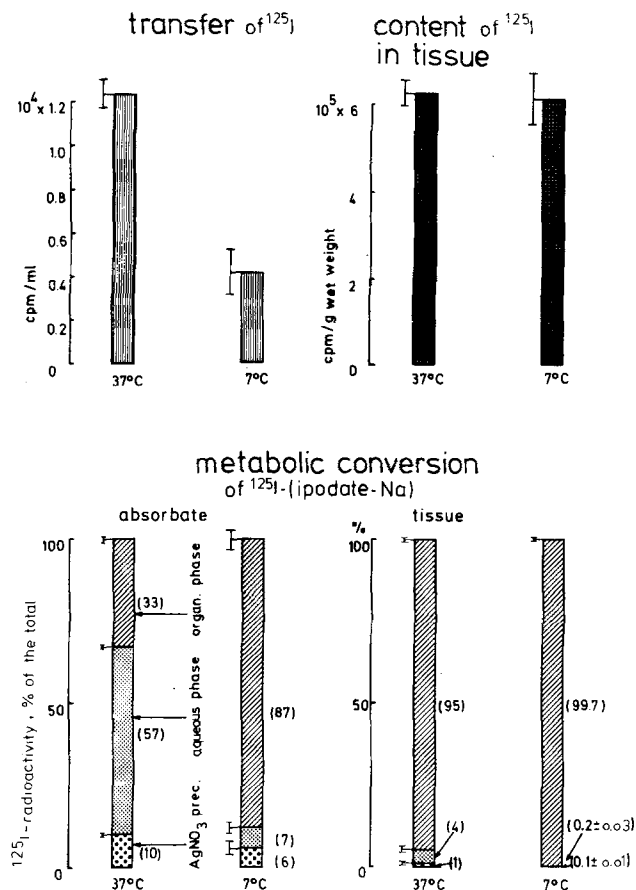 transfer of ¹²⁵I
content of ¹²⁵I
in tissue
10⁴ x 1.2
1.0
0.8
0.6
0.4
0.2
0
cpm/ml
37°C
7°C
10⁵ x 6
4
2
0
cpm/g wet weight
37°C
7°C
metabolic conversion
of ¹²⁵I-(ipodate-Na)
absorbate
tissue
¹²⁵I-radioactivity, % of the total
100
50
0
(33)
(57)
(10)
37°C
AgNO₃ prec. aqueous phase organ. phase
(87)
(7)
(6)
7°C
%
100
50
0
(95)
(4)
(1)
37°C
(99.7)
(0.2±0.03)
(0.1±0.01)
7°C